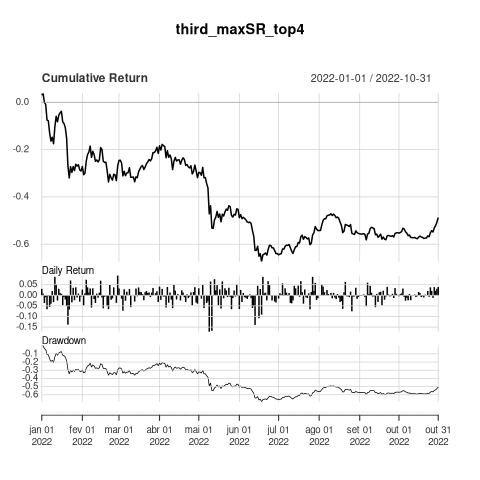 third_maxSR_top4
Cumulative Return 2022-01-01 / 2022-10-31
0.0
-0.2
-0.4
-0.6
Daily Return
0.05
0.00
-0.05
-0.10
-0.15
Drawdown
-0.1
-0.2
-0.3
-0.4
-0.5
-0.6
jan 01 fev 01 mar 01 abr 01 mai 01 jun 01 jul 01 ago 01 set 01 out 01 out 31
2022 2022 2022 2022 2022 2022 2022 2022 2022 2022 2022